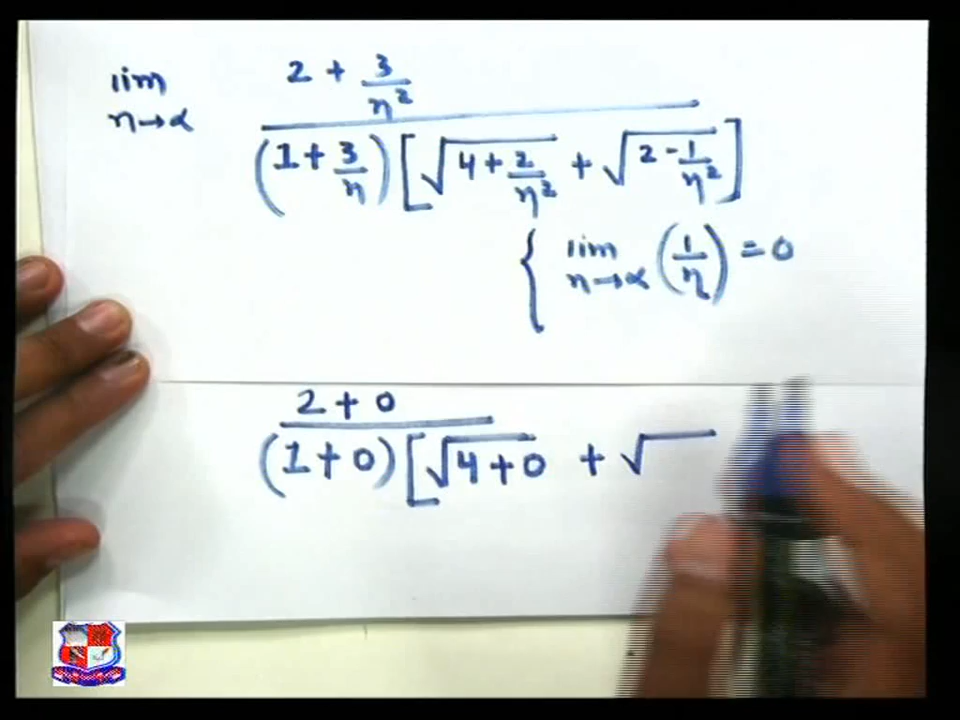 lim n→∝ (2 + 3/n²) / ((1 + 3/n) [√(4 + 2/n²) + √(2 - 1/n²)])
{ lim n→∝ (1/n) = 0
(2 + 0) / ((1 + 0) [√(4 + 0) + √